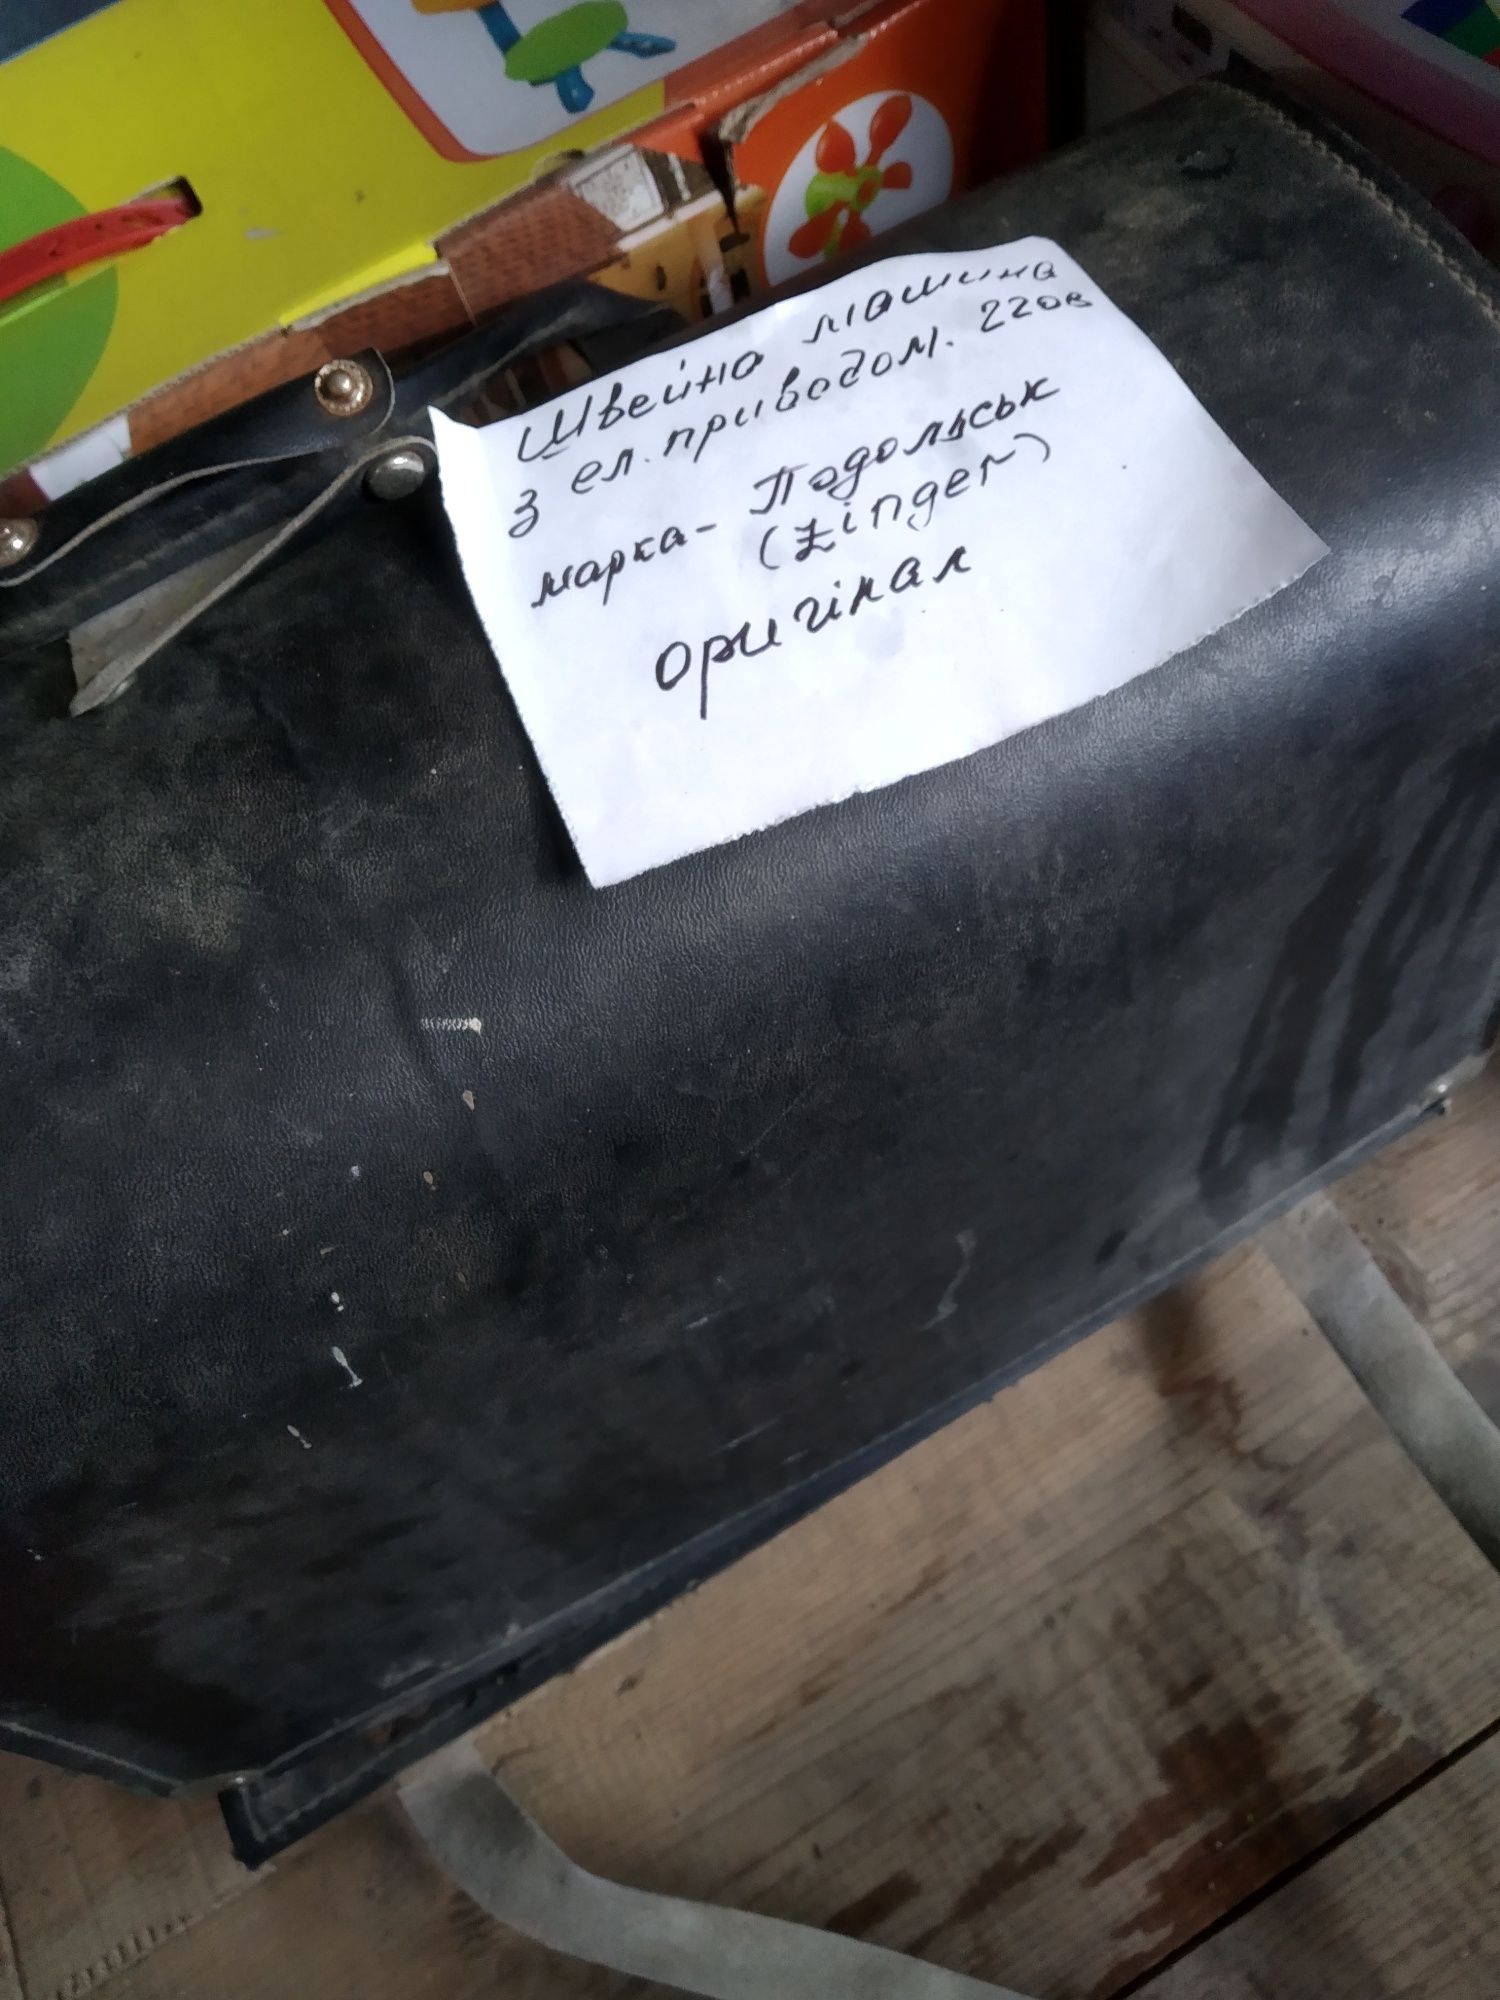 Швейна машина
з ел. приводом. 220в
марка - Подольськ
(Zinger)
оригінал